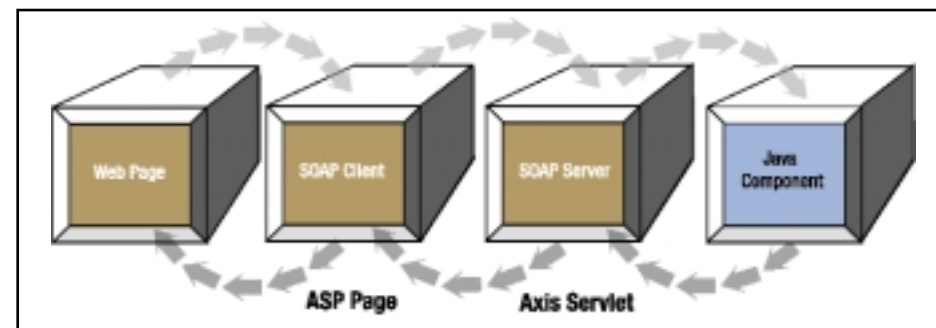 Web Page
SOAP Client
SOAP Server
Java
Component
ASP Page
Axis Servlet